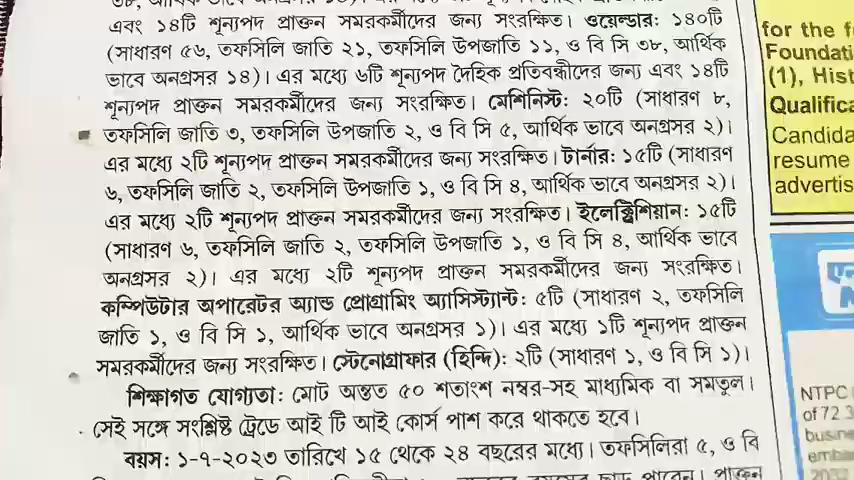 এবং ১৪টি শূন্যপদ প্রাক্তন সমরকর্মীদের জন্য সংরক্ষিত। ওয়েল্ডার: ১৪০টি
(সাধারণ ৫৬, তফসিলি জাতি ২১, তফসিলি উপজাতি ১১, ও বি সি ৩৮, আর্থিক
ভাবে অনগ্রসর ১৪)। এর মধ্যে ৬টি শূন্যপদ দৈহিক প্রতিবন্ধীদের জন্য এবং ১৪টি
শূন্যপদ প্রাক্তন সমরকর্মীদের জন্য সংরক্ষিত। মেশিনিস্ট: ২০টি (সাধারণ ৮,
তফসিলি জাতি ৩, তফসিলি উপজাতি ২, ও বি সি ৫, আর্থিক ভাবে অনগ্রসর ২)।
এর মধ্যে ২টি শূন্যপদ প্রাক্তন সমরকর্মীদের জন্য সংরক্ষিত। টার্নার: ১৫টি (সাধারণ
৬, তফসিলি জাতি ২, তফসিলি উপজাতি ১, ও বি সি ৪, আর্থিক ভাবে অনগ্রসর ২)।
এর মধ্যে ২টি শূন্যপদ প্রাক্তন সমরকর্মীদের জন্য সংরক্ষিত। ইলেক্ট্রিশিয়ান: ১৫টি
(সাধারণ ৬, তফসিলি জাতি ২, তফসিলি উপজাতি ১, ও বি সি ৪, আর্থিক ভাবে
অনগ্রসর ২)। এর মধ্যে ২টি শূন্যপদ প্রাক্তন সমরকর্মীদের জন্য সংরক্ষিত।
কম্পিউটার অপারেটর অ্যান্ড প্রোগ্রামিং অ্যাসিস্ট্যান্ট: ৫টি (সাধারণ ২, তফসিলি
জাতি ১, ও বি সি ১, আর্থিক ভাবে অনগ্রসর ১)। এর মধ্যে ১টি শূন্যপদ প্রাক্তন
সমরকর্মীদের জন্য সংরক্ষিত। স্টেনোগ্রাফার (হিন্দি): ২টি (সাধারণ ১, ও বি সি ১)।
শিক্ষাগত যোগ্যতা: মোট অন্তত ৫০ শতাংশ নম্বর-সহ মাধ্যমিক বা সমতুল।
সেই সঙ্গে সংশ্লিষ্ট ট্রেডে আই টি আই কোর্স পাশ করে থাকতে হবে।
বয়স: ১-৭-২০২৩ তারিখে ১৫ থেকে ২৪ বছরের মধ্যে। তফসিলিরা ৫, ও বি
for the f
Foundati
(1), Hist
Qualifica
Candida
resume
advertis
NTPC
of 72.3
busine
emba
2032